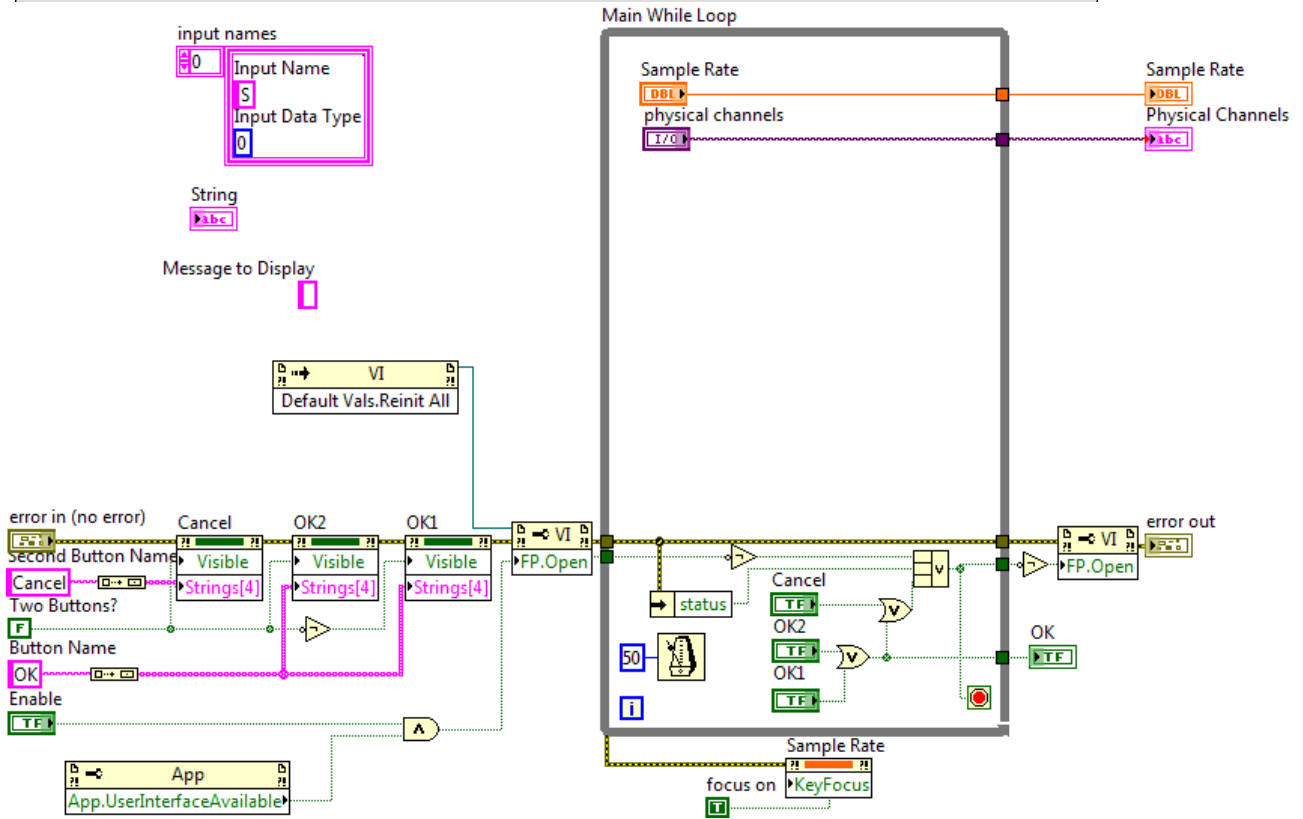 Main While Loop
input names
0
Input Name
S
Input Data Type
0
Sample Rate
DBL
physical channels
I/O
Sample Rate
DBL
Physical Channels
abc
String
abc
Message to Display
VI
Default Vals.Reinit All
error in (no error)
Cancel
OK2
OK1
VI
FP.Open
Visible
Visible
Visible
Second Button Name
Cancel
Strings[4]
Strings[4]
Strings[4]
Two Buttons?
F
Button Name
OK
Enable
TF
App
App.UserInterfaceAvailable
status
Cancel
TF
OK2
TF
OK1
TF
50
i
VI
FP.Open
error out
OK
TF
Sample Rate
focus on
KeyFocus
T